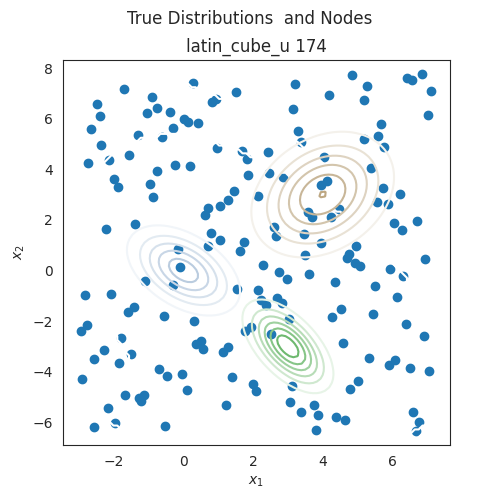 True Distributions  and Nodes
latin_cube_u 174
8
6
4
2
0
−2
−4
−6
x₂
−2 0 2 4 6
x₁